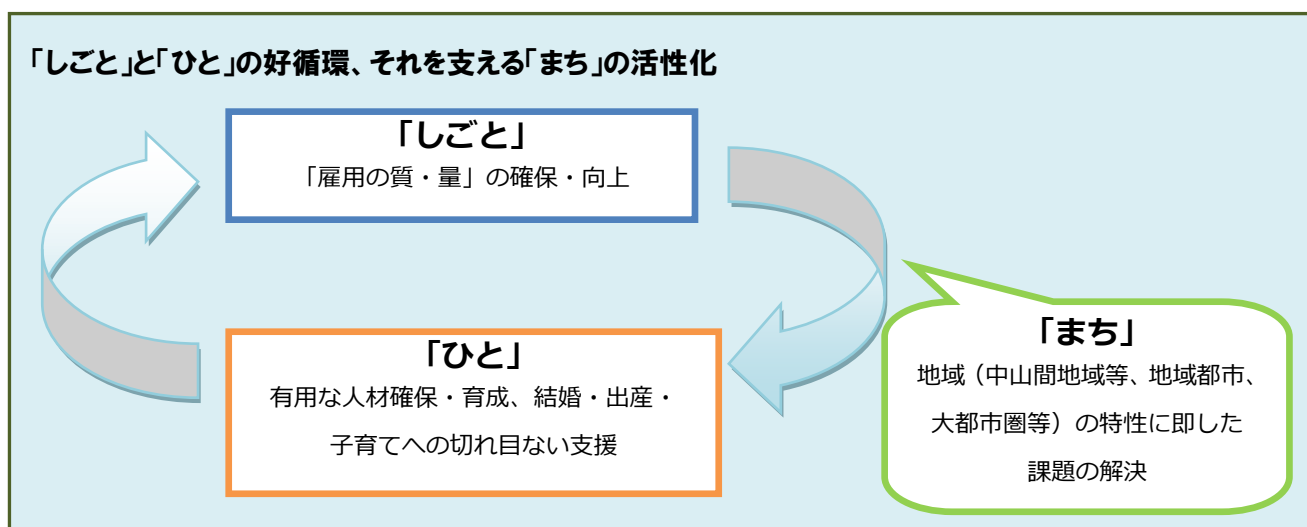 「しごと」と「ひと」の好循環、それを支える「まち」の活性化
「しごと」
「雇用の質・量」の確保・向上
「ひと」
有用な人材確保・育成、結婚・出産・
子育てへの切れ目ない支援
「まち」
地域（中山間地域等、地域都市、
大都市圏等）の特性に即した
課題の解決